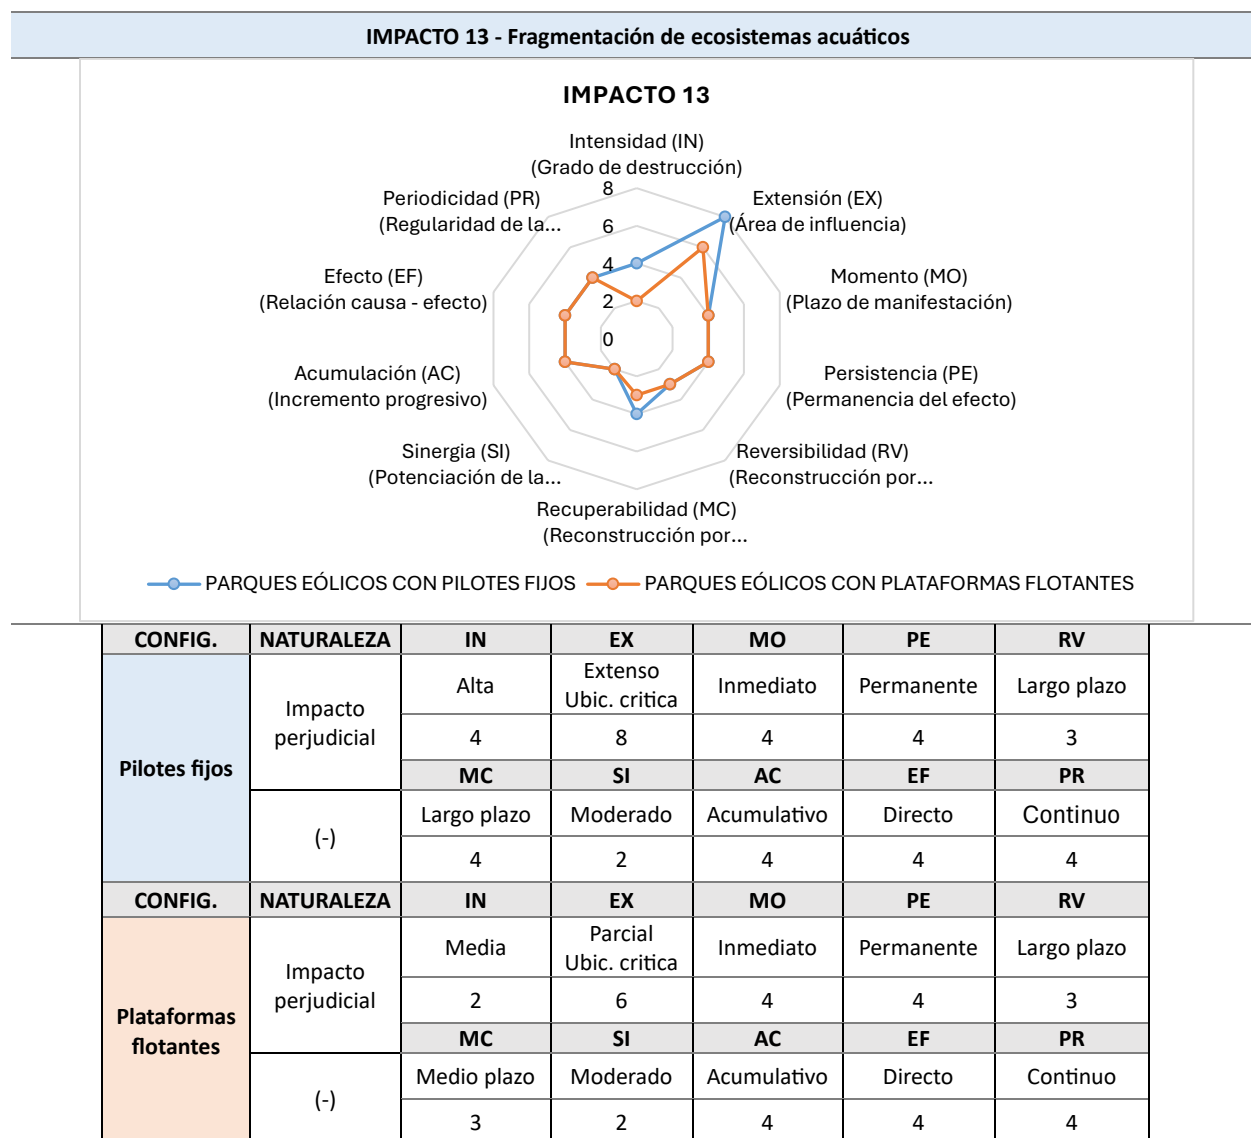 IMPACTO 13 - Fragmentación de ecosistemas acuáticos
IMPACTO 13
Intensidad (IN)
(Grado de destrucción)
Extensión (EX)
(Área de influencia)
Momento (MO)
(Plazo de manifestación)
Persistencia (PE)
(Permanencia del efecto)
Reversibilidad (RV)
(Reconstrucción por...
Recuperabilidad (MC)
(Reconstrucción por...
Sinergia (SI)
(Potenciación de la...
Acumulación (AC)
(Incremento progresivo)
Efecto (EF)
(Relación causa - efecto)
Periodicidad (PR)
(Regularidad de la...
8
6
4
2
0
PARQUES EÓLICOS CON PILOTES FIJOS PARQUES EÓLICOS CON PLATAFORMAS FLOTANTES
CONFIG. NATURALEZA IN EX MO PE RV
Pilotes fijos
Impacto
perjudicial
Alta Extenso Inmediato Permanente Largo plazo
Ubic. critica
4 8 4 4 3
MC SI AC EF PR
(-)
Largo plazo Moderado Acumulativo Directo Continuo
4 2 4 4 4
CONFIG. NATURALEZA IN EX MO PE RV
Plataformas
flotantes
Impacto
perjudicial
Media Parcial Inmediato Permanente Largo plazo
Ubic. critica
2 6 4 4 3
MC SI AC EF PR
(-)
Medio plazo Moderado Acumulativo Directo Continuo
3 2 4 4 4